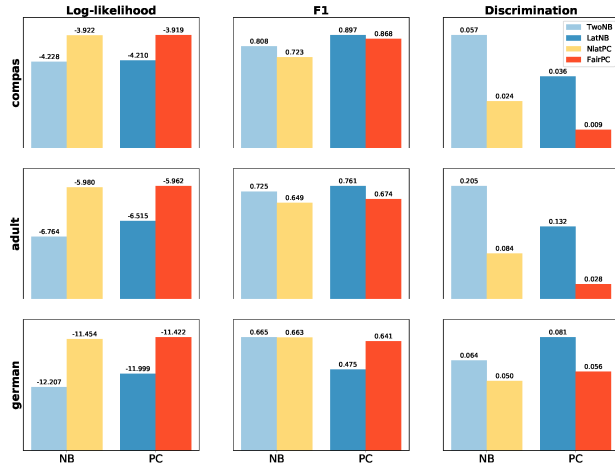 Log-likelihood F1 Discrimination
compas
-4.228 -3.922 -4.210 -3.919
0.808 0.723 0.897 0.868
0.057 0.024 0.036 0.009
TwoNB
LatNB
NlatPC
FairPC
adult
-6.764 -5.980 -6.515 -5.962
0.725 0.649 0.761 0.674
0.205 0.084 0.132 0.028
german
-12.207 -11.454 -11.999 -11.422
0.665 0.663 0.475 0.641
0.064 0.050 0.081 0.056
NB PC NB PC NB PC